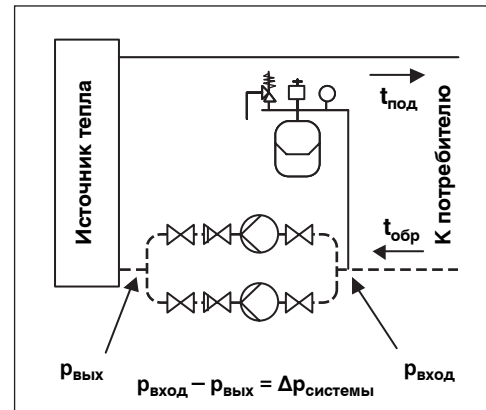 Источник тепла
tпод
К потребителю
tобр
pвых
pвход
pвход – pвых = Δpсистемы